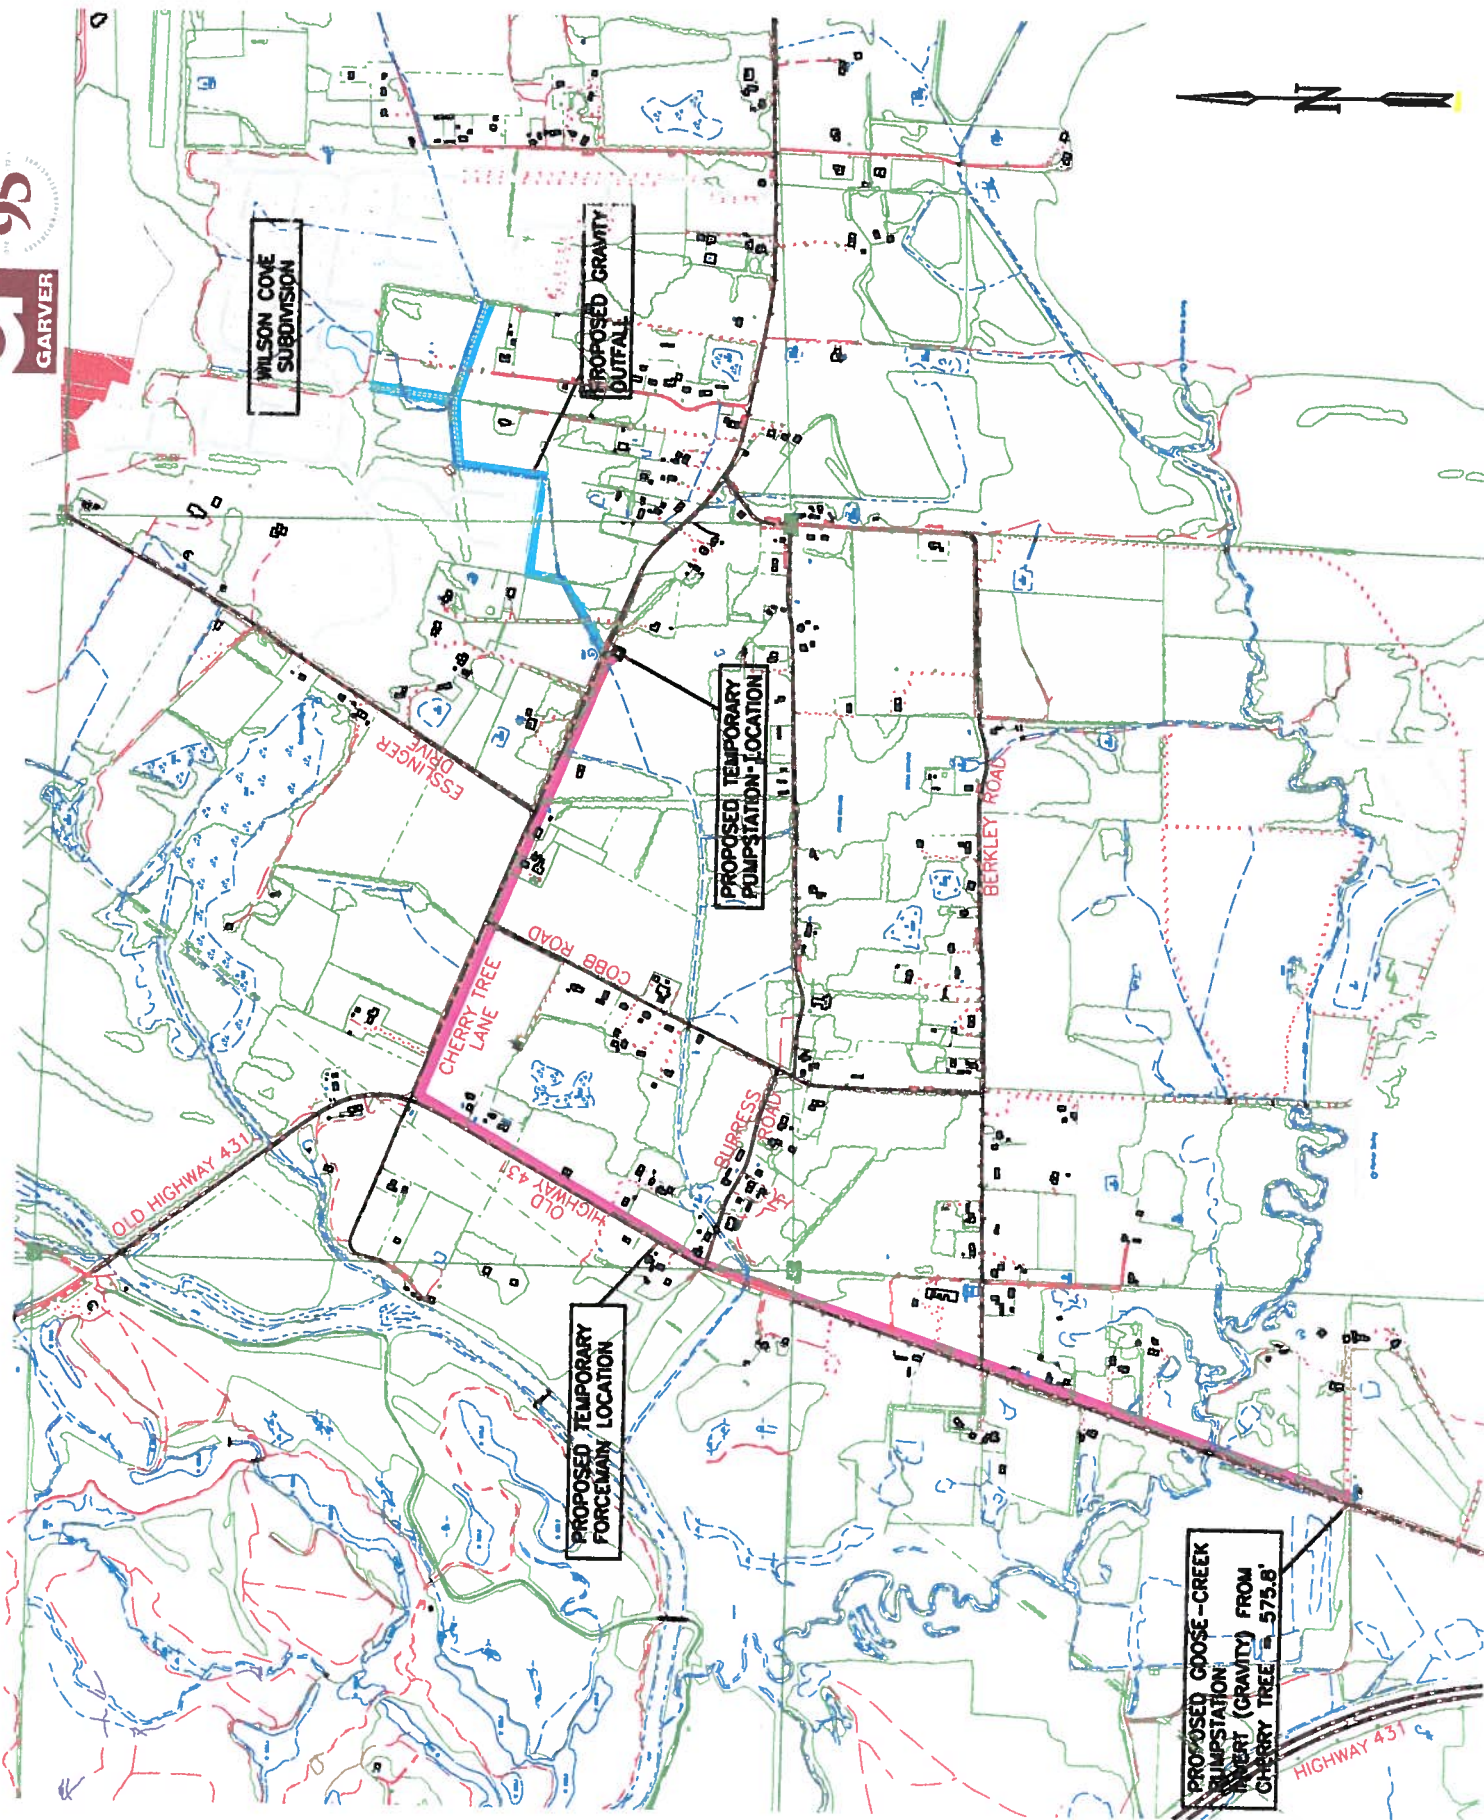 95
GARVER
WILSON COVE
SUBDIVISION
PROPOSED GRAVITY
OUTFALL
N
ESSLINGER
DRIVE
PROPOSED TEMPORARY
PUMPSTATION LOCATION
BERKLEY ROAD
COBB ROAD
CHERRY TREE
LANE
OLD HIGHWAY 431
OLD
HIGHWAY 431
BURRESS
ROAD
PROPOSED TEMPORARY
FORCEMAIN LOCATION
PROPOSED GOOSE-CREEK
PUMPSTATION
INVERT (GRAVITY) FROM
CHERRY TREE = 575.8'
HIGHWAY 431